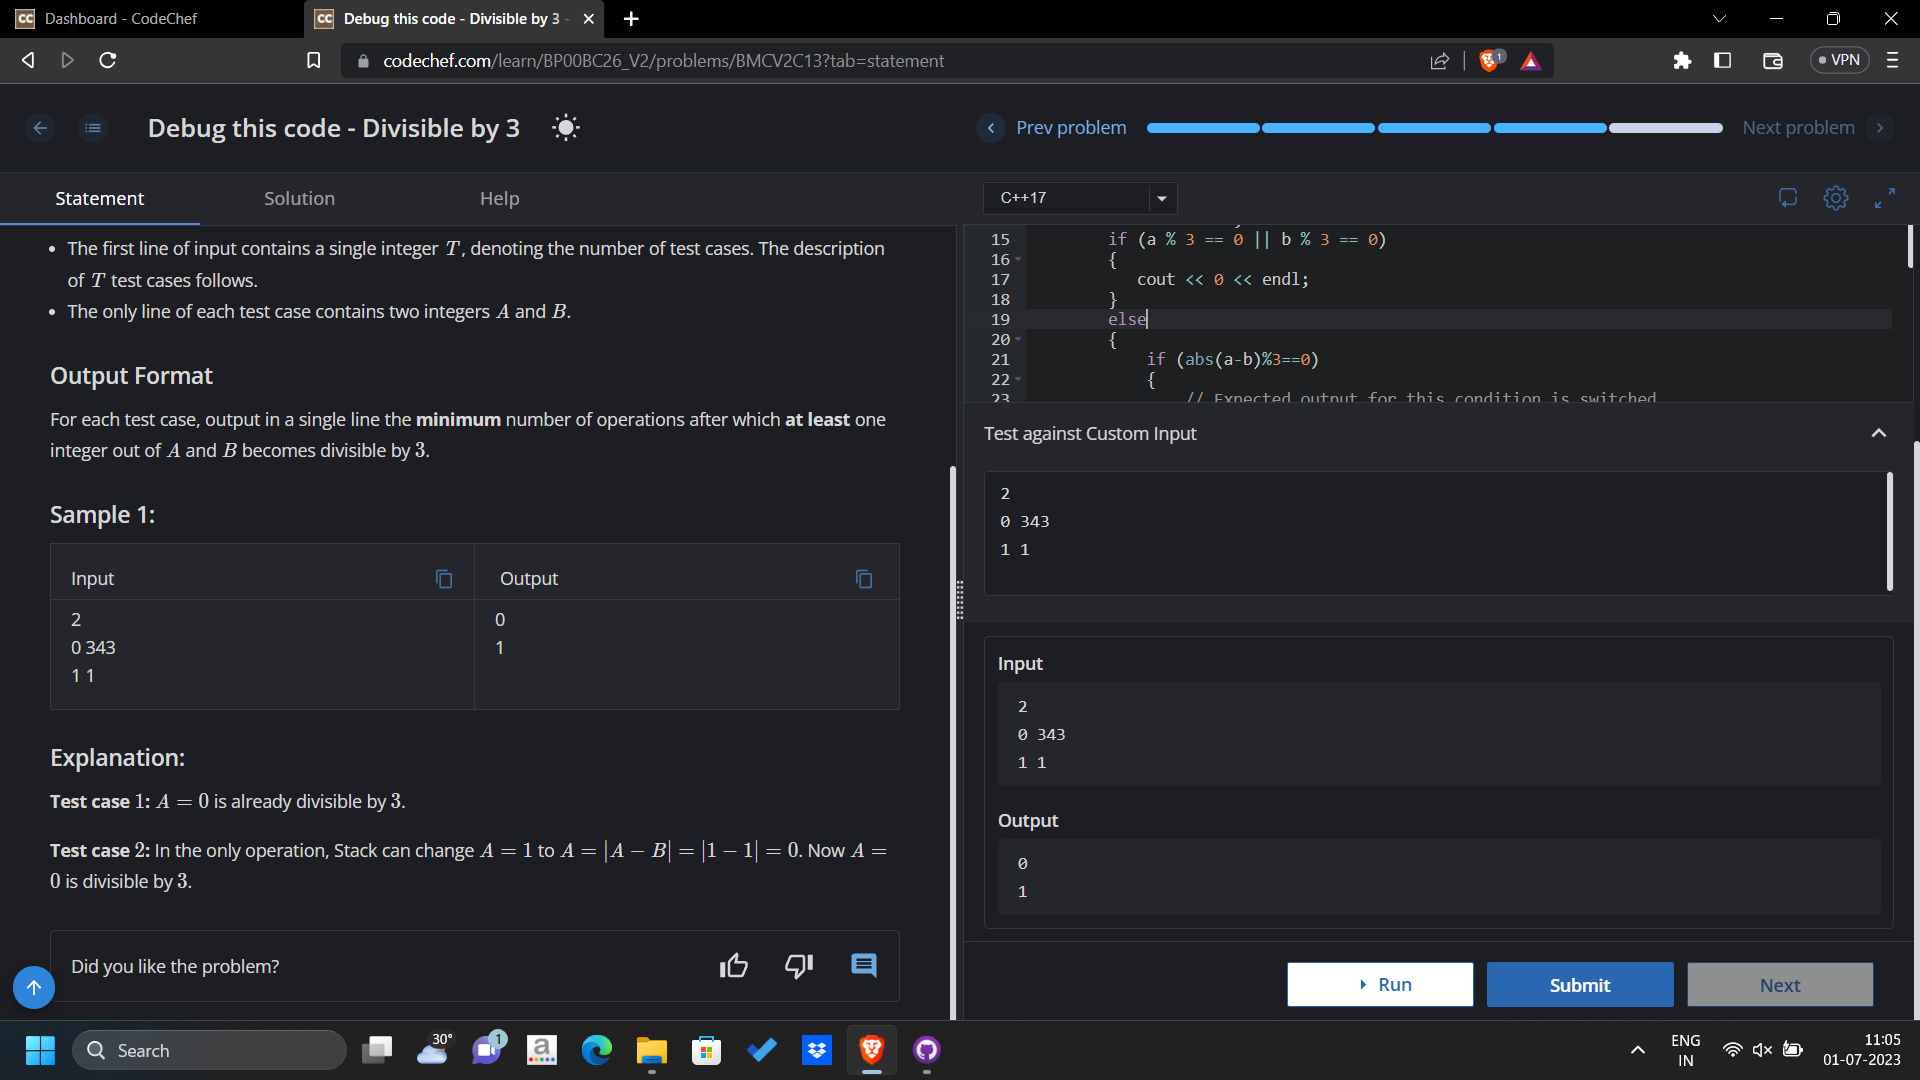 Dashboard - CodeChef
Debug this code - Divisible by 3 -
codechef.com/learn/BP00BC26_V2/problems/BMCV2C13?tab=statement
1
VPN
Debug this code - Divisible by 3
Prev problem
Next problem
Statement
Solution
Help
• The first line of input contains a single integer T, denoting the number of test cases. The description
of T test cases follows.
• The only line of each test case contains two integers A and B.
Output Format
For each test case, output in a single line the minimum number of operations after which at least one
integer out of A and B becomes divisible by 3.
Sample 1:
Input
Output
2
0 343
1 1
0
1
Explanation:
Test case 1: A = 0 is already divisible by 3.
Test case 2: In the only operation, Stack can change A = 1 to A = |A − B| = |1 − 1| = 0. Now A =
0 is divisible by 3.
Did you like the problem?
C++17
15 if (a % 3 == 0 || b % 3 == 0)
16 {
17 cout << 0 << endl;
18 }
19 else
20 {
21 if (abs(a-b)%3==0)
22 {
23 // Expected output for this condition is switched
Test against Custom Input
2
0 343
1 1
Input
2
0 343
1 1
Output
0
1
Run
Submit
Next
Search
30°
1
ENG
IN
11:05
01-07-2023